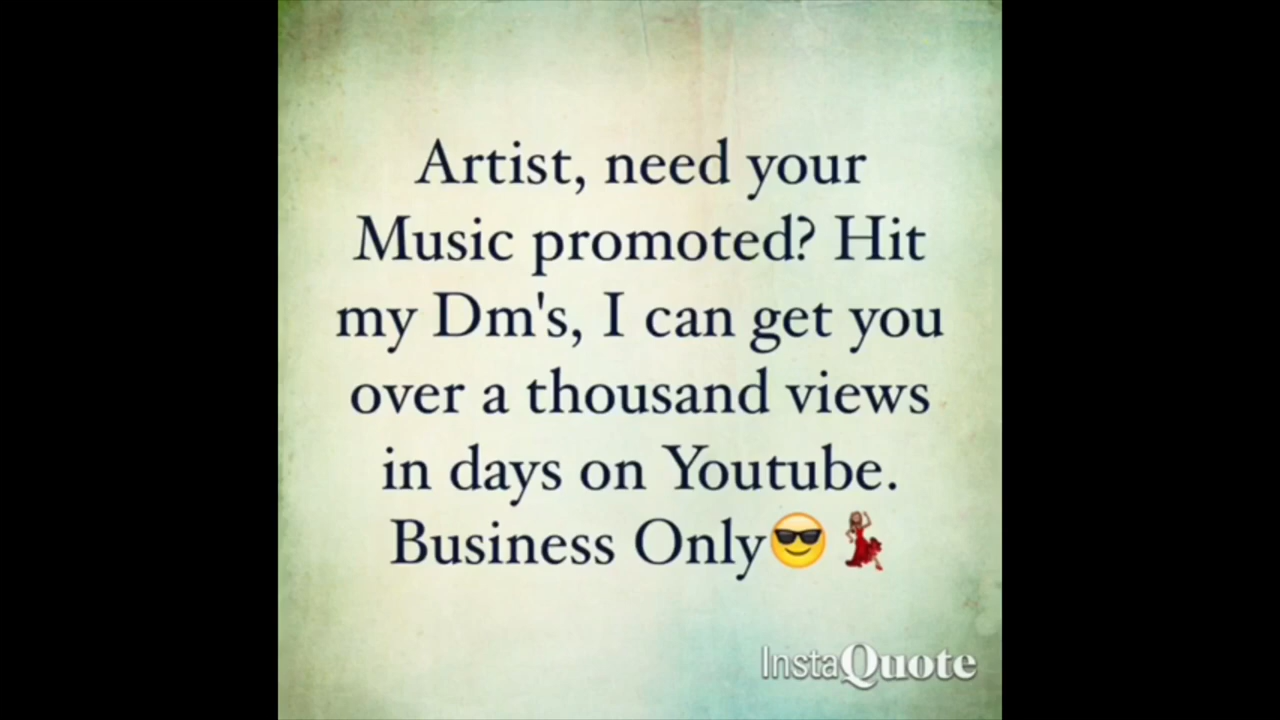 Artist, need your
Music promoted? Hit
my Dm's, I can get you
over a thousand views
in days on Youtube.
Business Only😎💃
InstaQuote